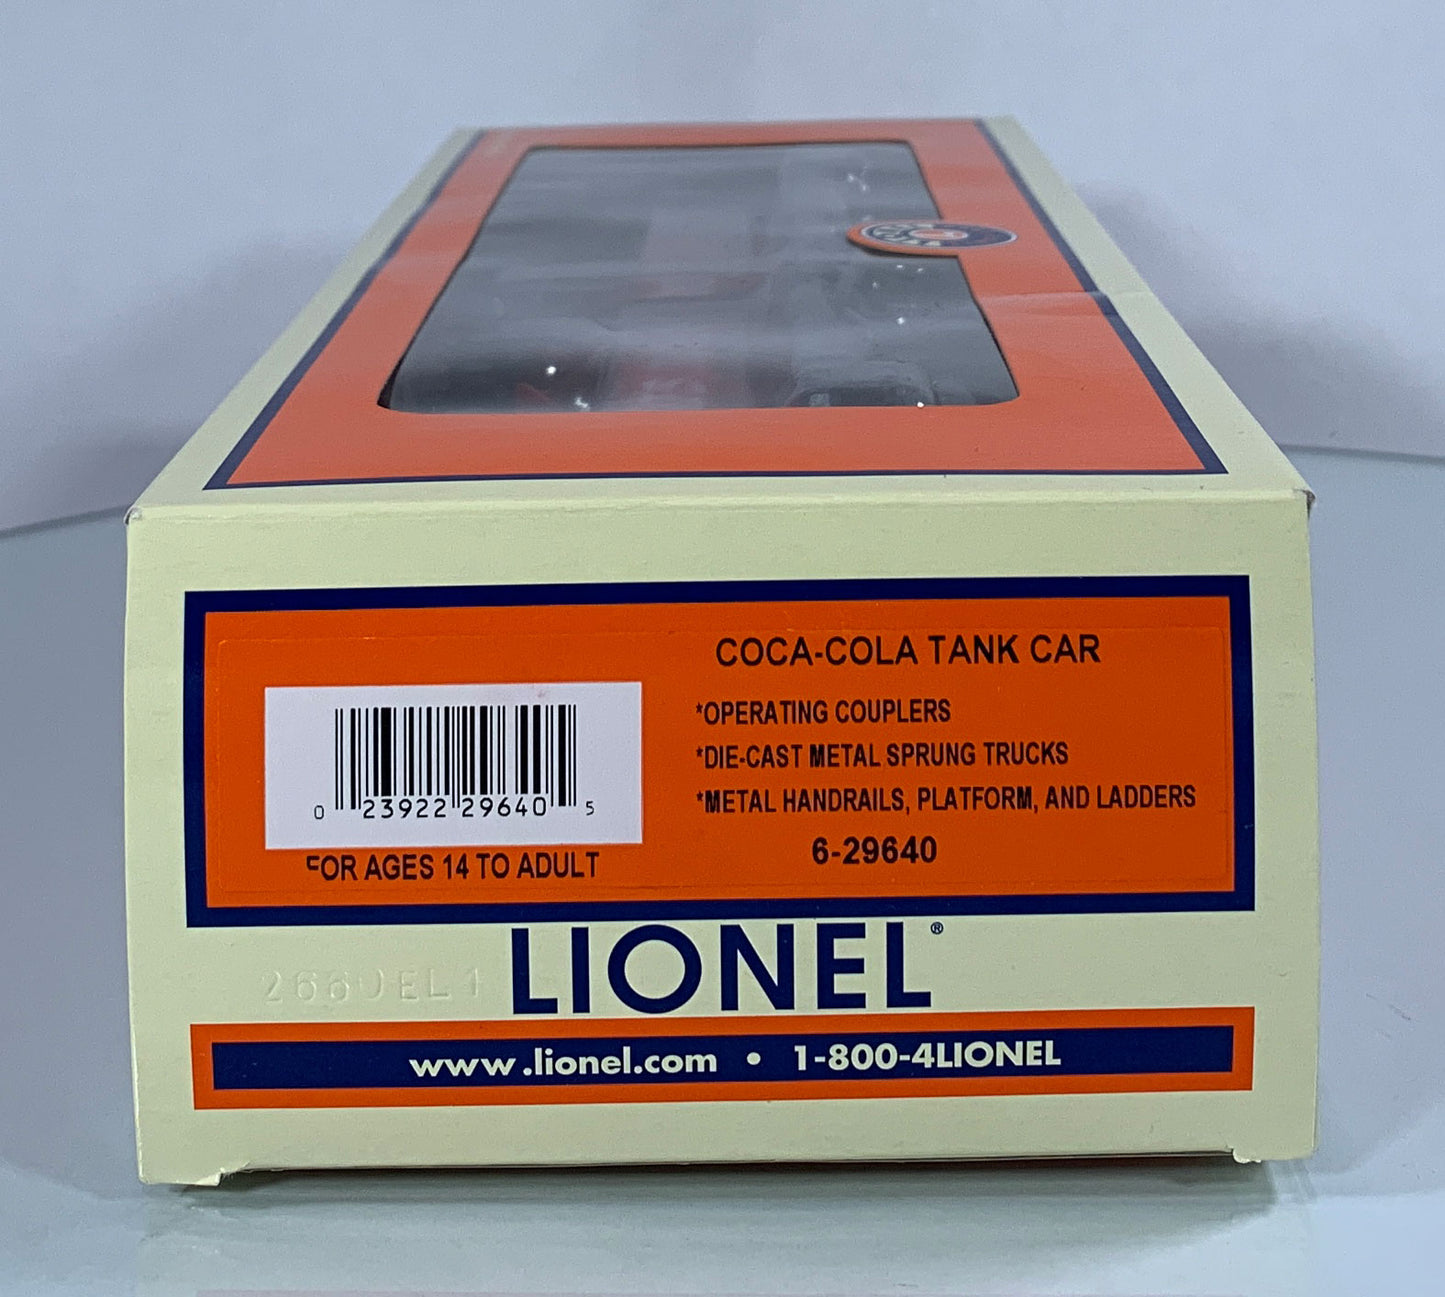 COCA-COLA TANK CAR
*OPERATING COUPLERS
*DIE-CAST METAL SPRUNG TRUCKS
*METAL HANDRAILS, PLATFORM, AND LADDERS
6-29640
0 23922 29640 5
FOR AGES 14 TO ADULT
LIONEL®
www.lionel.com • 1-800-4LIONEL